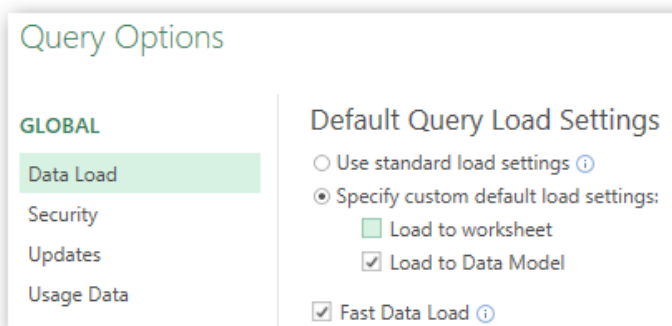 Query Options
GLOBAL
Data Load
Security
Updates
Usage Data
Default Query Load Settings
Use standard load settings
Specify custom default load settings:
Load to worksheet
Load to Data Model
Fast Data Load